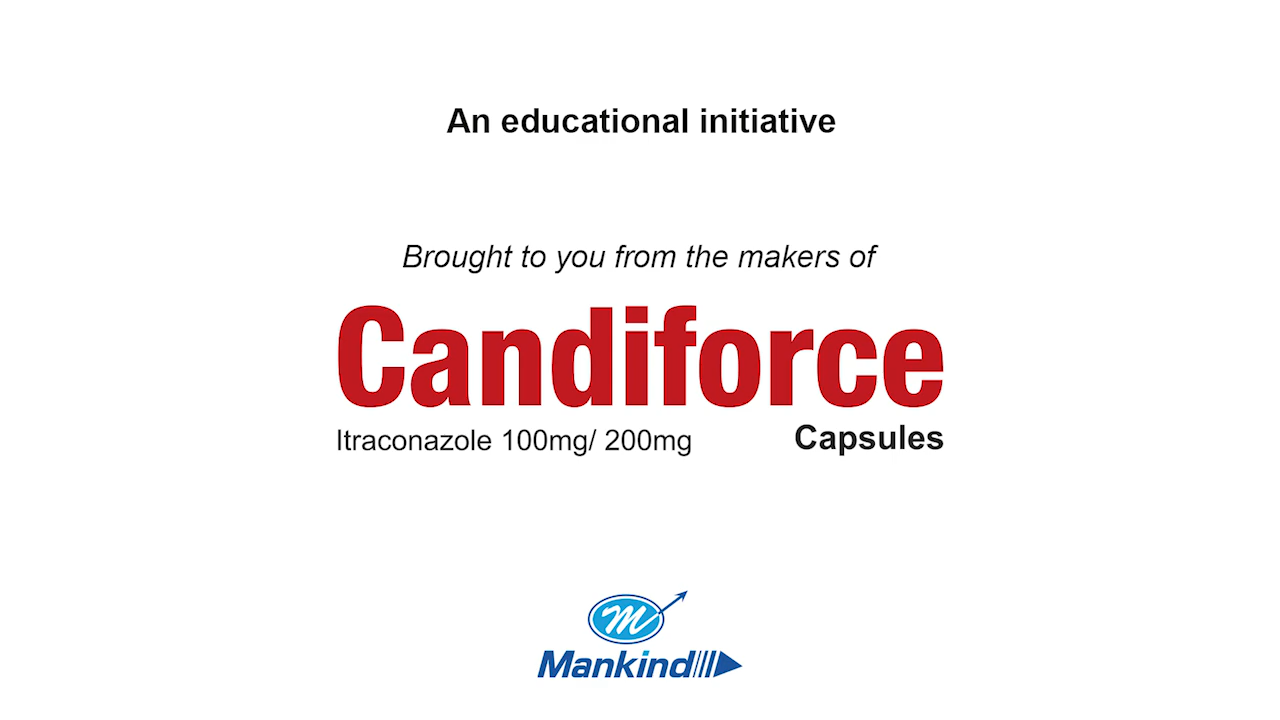 An educational initiative
Brought to you from the makers of
Candiforce
Itraconazole 100mg/ 200mg Capsules
m
Mankind